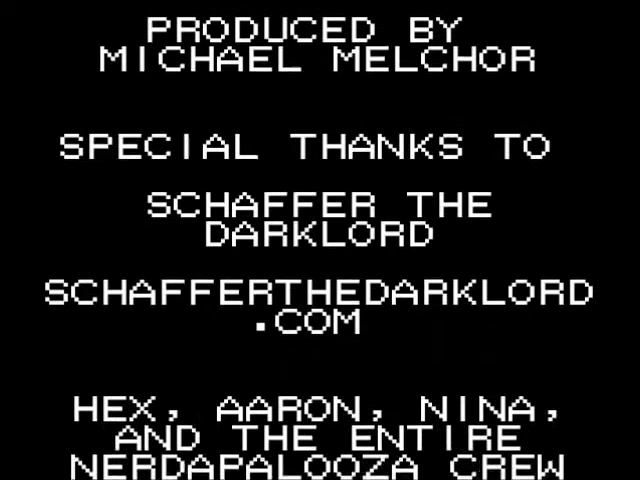 PRODUCED BY
MICHAEL MELCHOR
SPECIAL THANKS TO
SCHAFFER THE
DARKLORD
SCHAFFERTHEDARKLORD
.COM
HEX, AARON, NINA,
AND THE ENTIRE
NERDAPALOOZA CREW